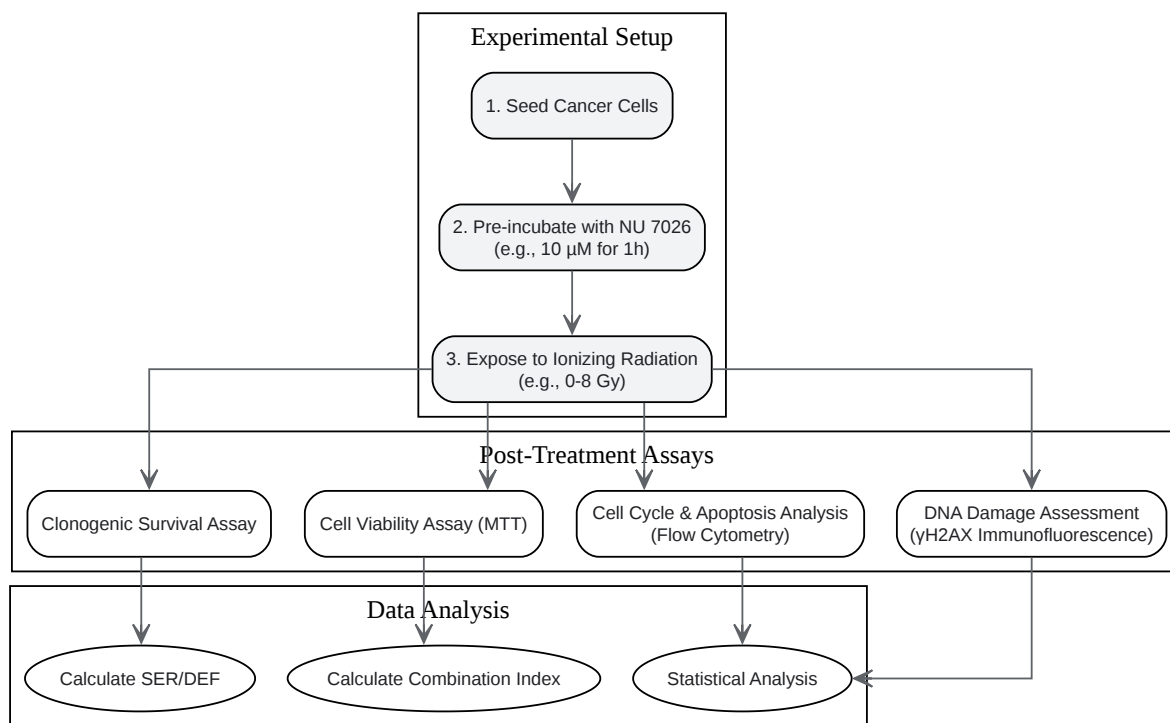 Experimental Setup
1. Seed Cancer Cells
2. Pre-incubate with NU 7026
(e.g., 10 µM for 1h)
3. Expose to Ionizing Radiation
(e.g., 0-8 Gy)
Post-Treatment Assays
Clonogenic Survival Assay
Cell Viability Assay (MTT)
Cell Cycle & Apoptosis Analysis
(Flow Cytometry)
DNA Damage Assessment
(γH2AX Immunofluorescence)
Data Analysis
Calculate SER/DEF
Calculate Combination Index
Statistical Analysis